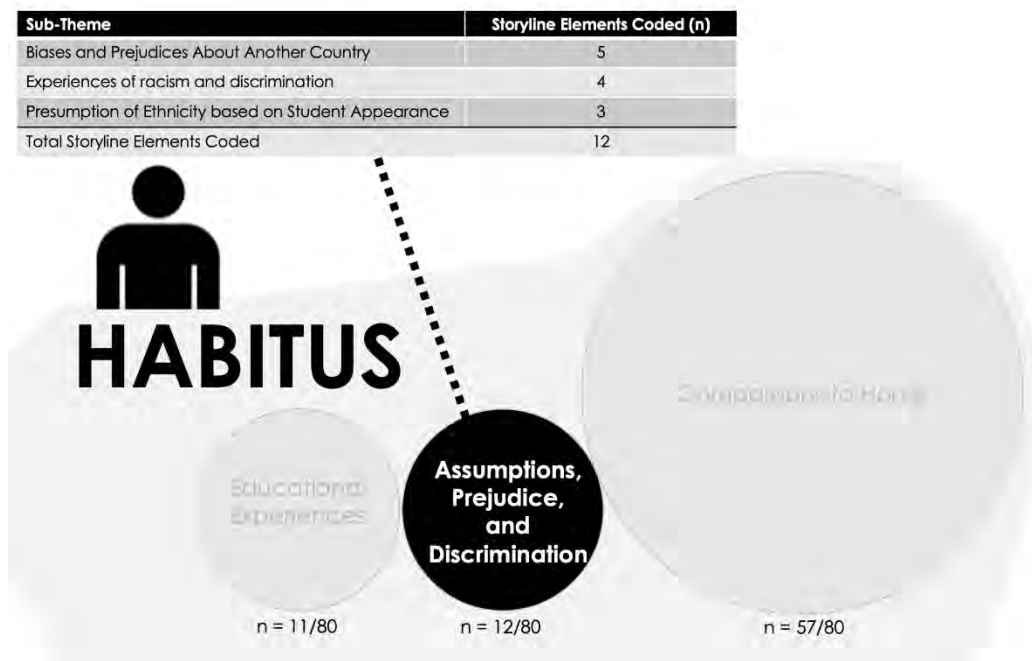 Sub-Theme Storyline Elements Coded (n)
Biases and Prejudices About Another Country 5
Experiences of racism and discrimination 4
Presumption of Ethnicity based on Student Appearance 3
Total Storyline Elements Coded 12
HABITUS
Comparisons to Home
Educational
Experiences
Assumptions,
Prejudice,
and
Discrimination
n = 11/80
n = 12/80
n = 57/80